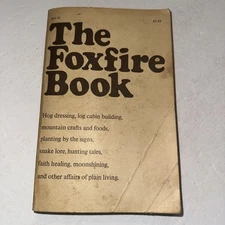 The
Foxfire
Book
Hog dressing, log cabin building,
mountain crafts and foods,
planting by the signs,
snake lore, hunting tales,
faith healing, moonshining,
and other affairs of plain living.